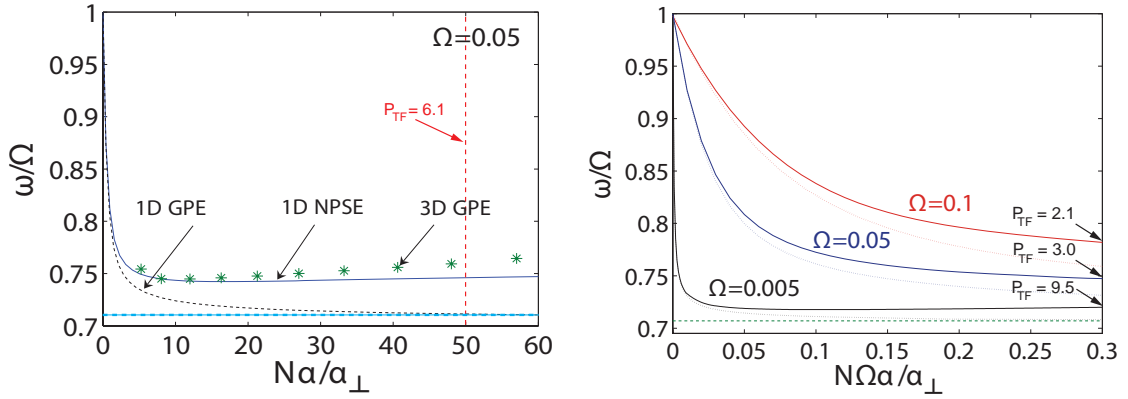 Ω=0.05
P_TF = 6.1
1D GPE
1D NPSE
3D GPE
ω/Ω
1
0.95
0.9
0.85
0.8
0.75
0.7
0 10 20 30 40 50 60
Nα/α⊥
ω/Ω
1
0.95
0.9
0.85
0.8
0.75
0.7
Ω=0.1
P_TF = 2.1
Ω=0.05
P_TF = 3.0
Ω=0.005
P_TF = 9.5
0 0.05 0.1 0.15 0.2 0.25 0.3
NΩα/α⊥